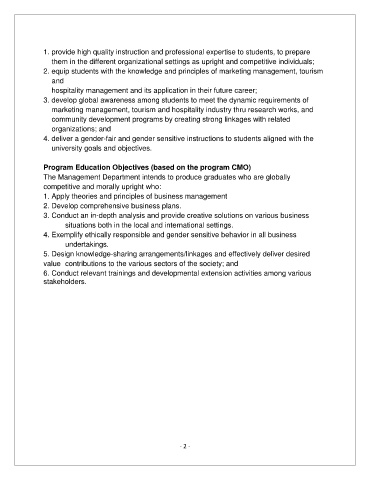 1. provide high quality instruction and professional expertise to students, to prepare
them in the different organizational settings as upright and competitive individuals;
2. equip students with the knowledge and principles of marketing management, tourism
and
hospitality management and its application in their future career;
3. develop global awareness among students to meet the dynamic requirements of
marketing management, tourism and hospitality industry thru research works, and
community development programs by creating strong linkages with related
organizations; and
4. deliver a gender-fair and gender sensitive instructions to students aligned with the
university goals and objectives.
Program Education Objectives (based on the program CMO)
The Management Department intends to produce graduates who are globally
competitive and morally upright who:
1. Apply theories and principles of business management
2. Develop comprehensive business plans.
3. Conduct an in-depth analysis and provide creative solutions on various business
situations both in the local and international settings.
4. Exemplify ethically responsible and gender sensitive behavior in all business
undertakings.
5. Design knowledge-sharing arrangements/linkages and effectively deliver desired
value contributions to the various sectors of the society; and
6. Conduct relevant trainings and developmental extension activities among various
stakeholders.
- 2 -